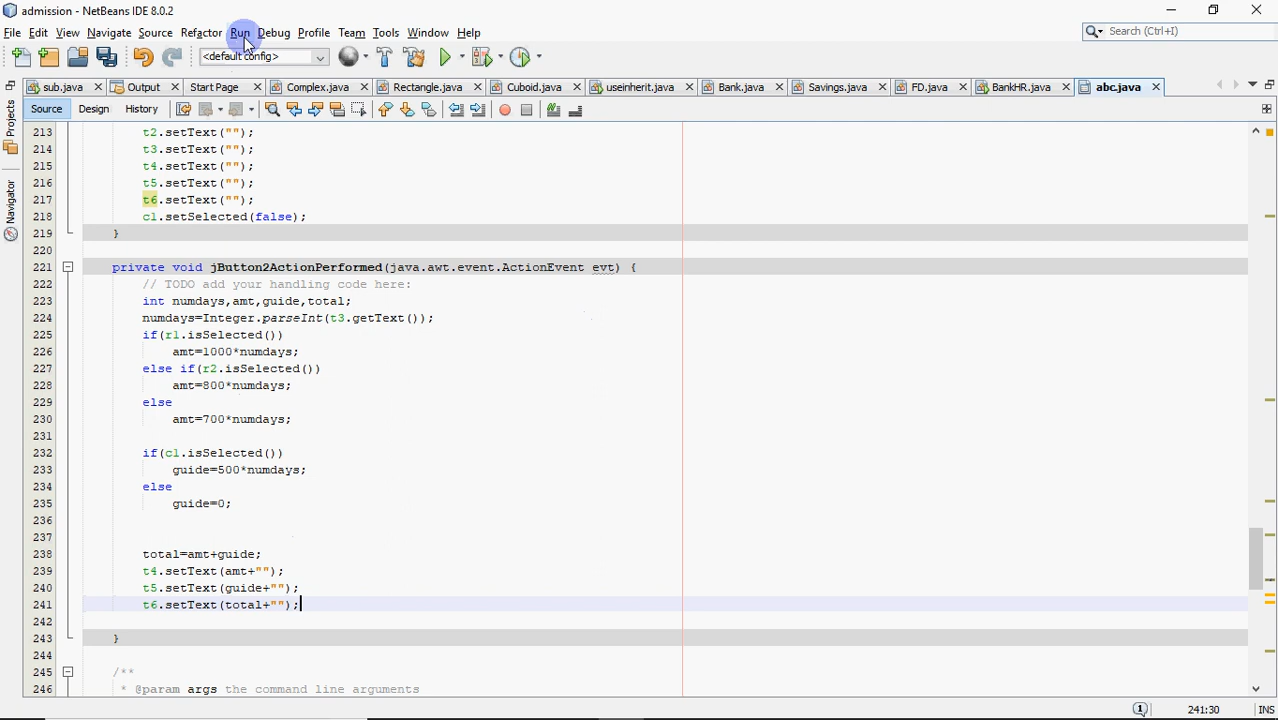 admission - NetBeans IDE 8.0.2
File Edit View Navigate Source Refactor Run Debug Profile Team Tools Window Help
Search (Ctrl+I)
<default config>
sub.java Output Start Page Complex.java Rectangle.java Cuboid.java useinherit.java Bank.java Savings.java FD.java BankHR.java abc.java
Source Design History
Projects
Navigator
213 t2.setText("");
214 t3.setText("");
215 t4.setText("");
216 t5.setText("");
217 t6.setText("");
218 c1.setSelected(false);
219 }
220
221 private void jButton2ActionPerformed(java.awt.event.ActionEvent evt) {
222 // TODO add your handling code here:
223 int numdays,amt,guide,total;
224 numdays=Integer.parseInt(t3.getText());
225 if(r1.isSelected())
226 amt=1000*numdays;
227 else if(r2.isSelected())
228 amt=800*numdays;
229 else
230 amt=700*numdays;
231
232 if(c1.isSelected())
233 guide=500*numdays;
234 else
235 guide=0;
236
237
238 total=amt+guide;
239 t4.setText(amt+"");
240 t5.setText(guide+"");
241 t6.setText(total+"");
242
243 }
244
245 /**
246 * @param args the command line arguments
1 241:30 INS